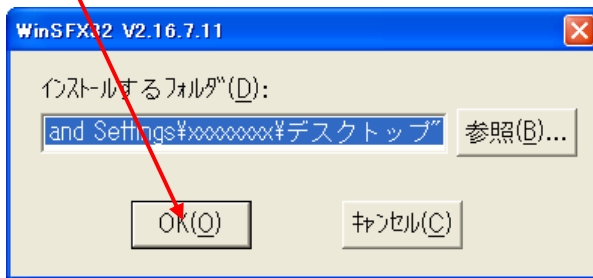 WinSFX32 V2.16.7.11
ｲﾝｽﾄｰﾙするﾌｫﾙﾀﾞ(D):
and Settings¥xxxxxxxx¥デスクトップ"
参照(B)...
OK(O)
ｷｬﾝｾﾙ(C)